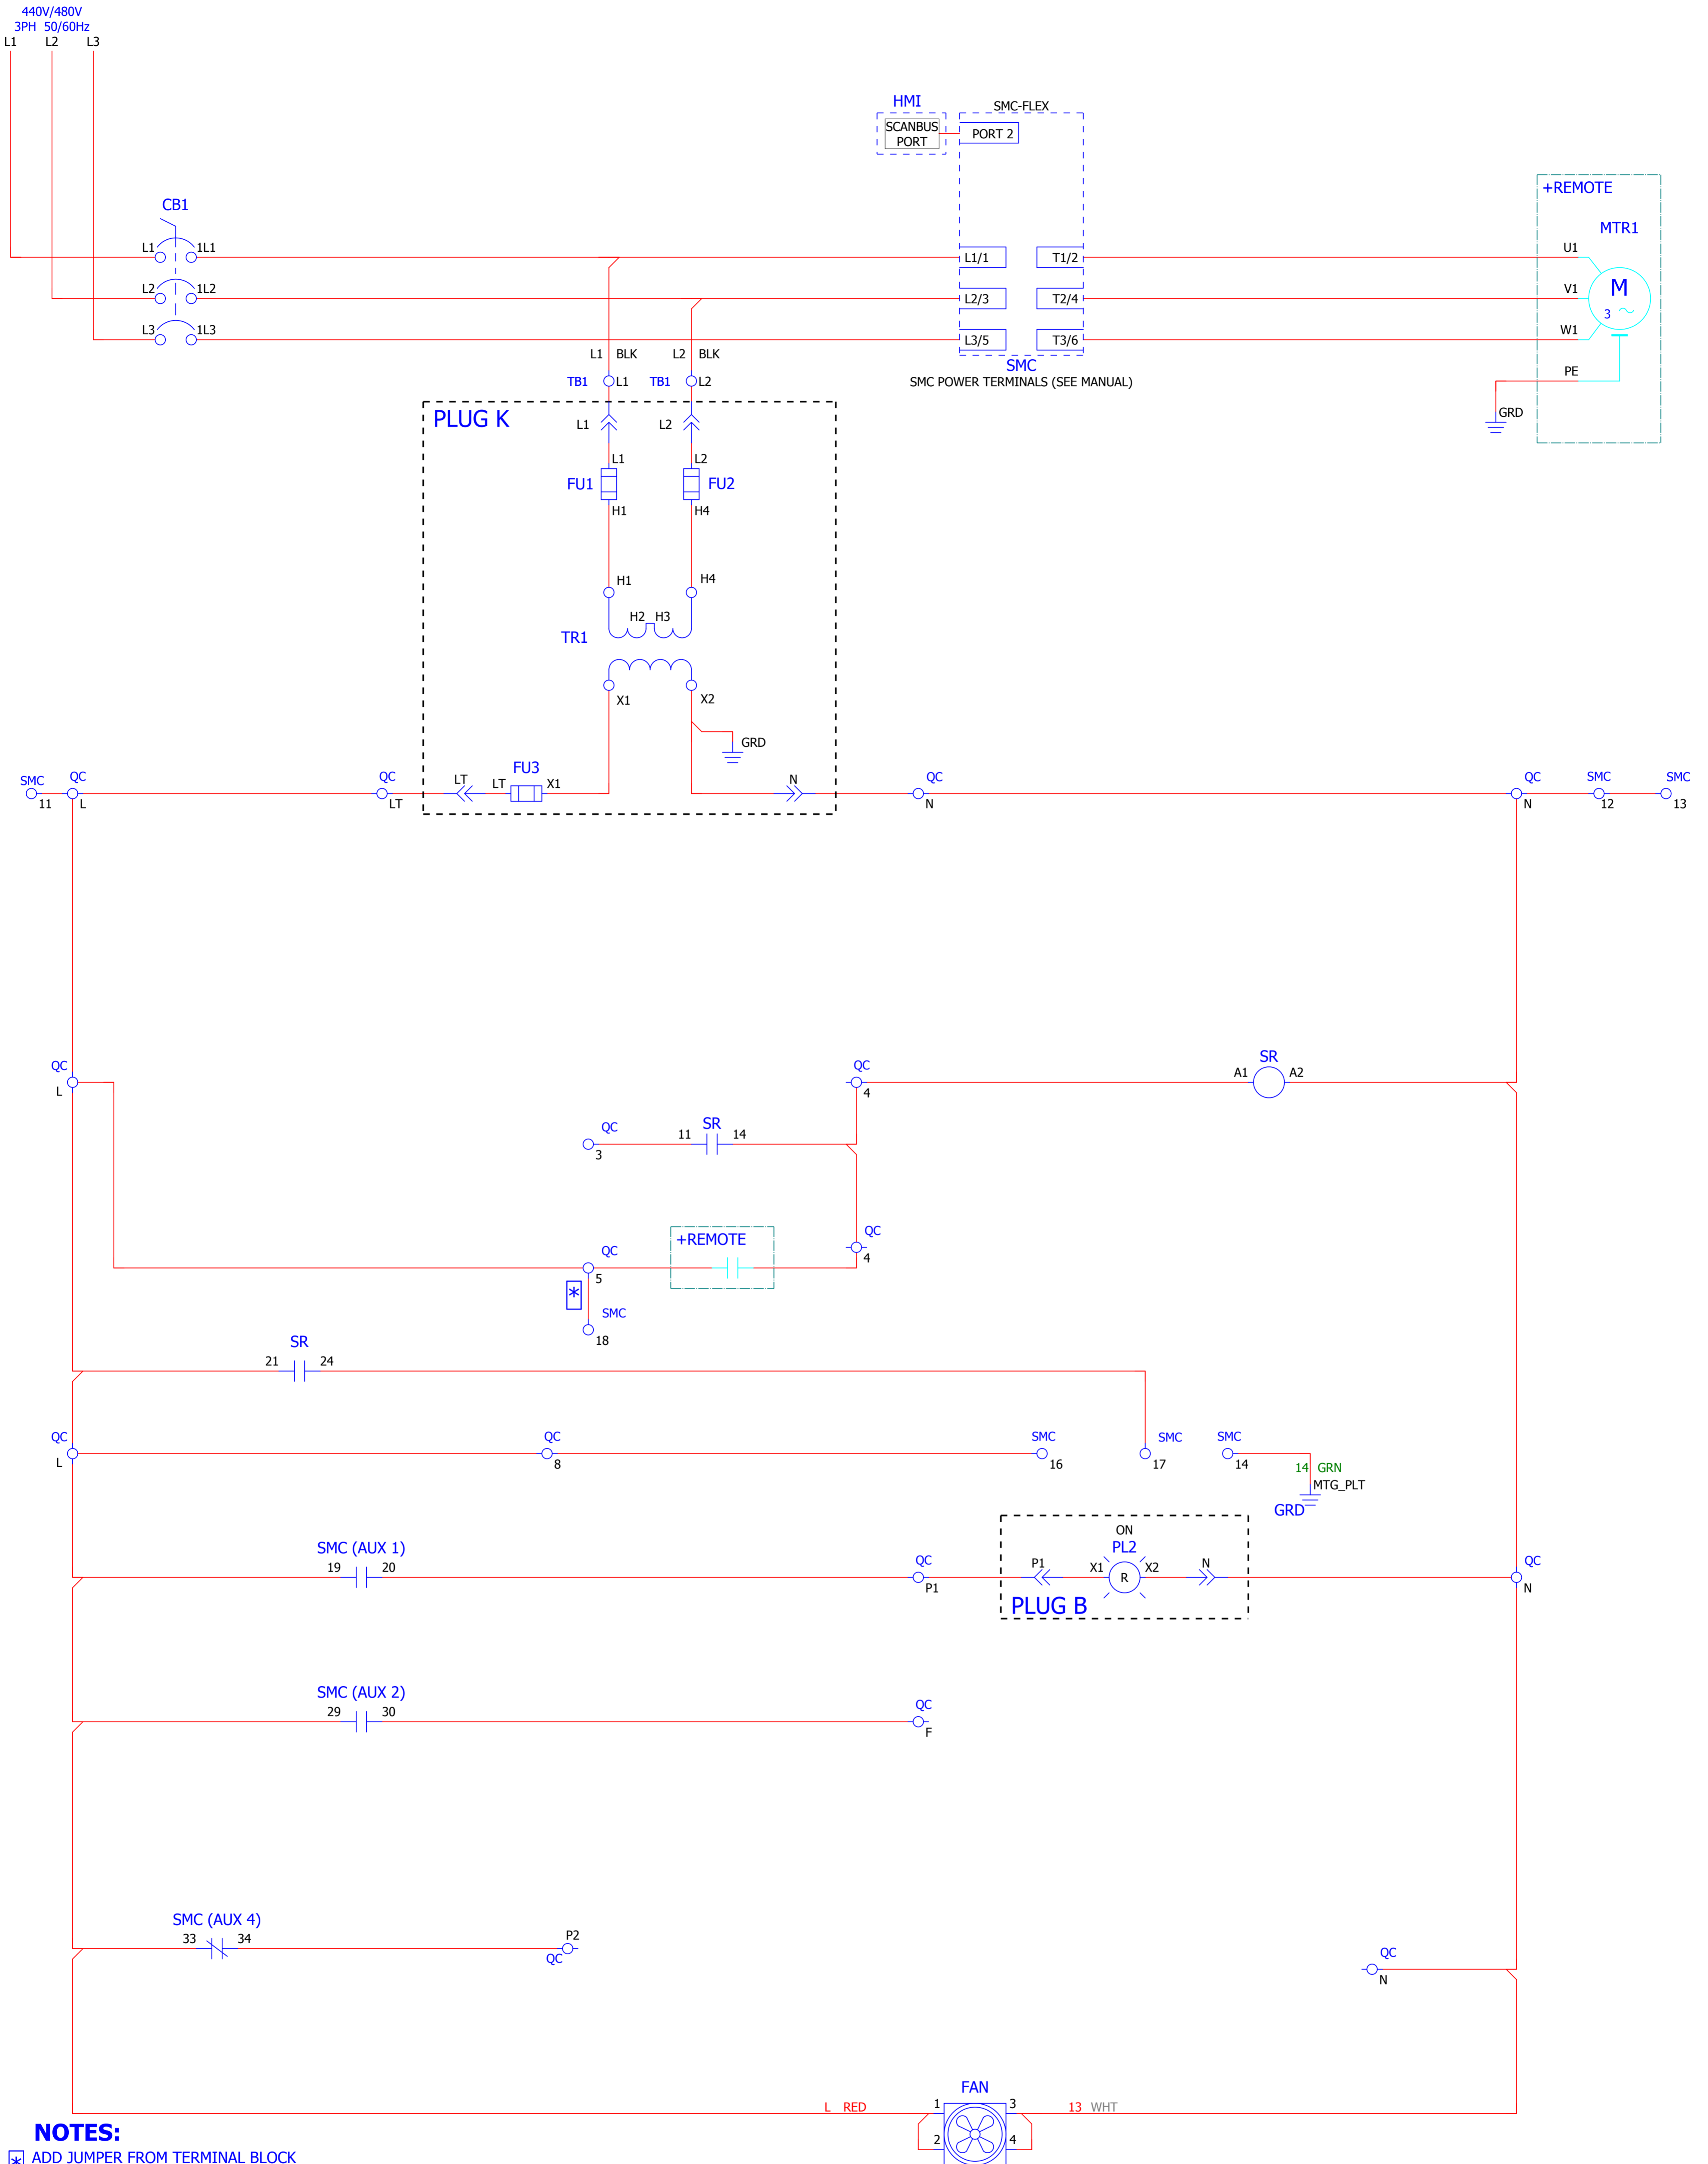 440V/480V
3PH 50/60Hz
L1 L2 L3
HMI
SMC-FLEX
SCANBUS
PORT
PORT 2
+REMOTE
MTR1
CB1
L1 1L1
L1/1 T1/2
U1
L2 1L2
L2/3 T2/4
V1
M
3
L3 1L3
L3/5 T3/6
W1
L1 BLK L2 BLK
SMC
SMC POWER TERMINALS (SEE MANUAL)
PE
GRD
TB1 L1 TB1 L2
PLUG K
L1 L2
L1 L2
FU1 FU2
H1 H4
H1 H4
H2 H3
TR1
X1 X2
GRD
SMC QC QC LT LT FU3 X1 N QC QC SMC SMC
11 L LT N N 12 13
QC QC SR
L 4 A1 A2
QC SR
3 11 14
+REMOTE QC
4
QC
5
*
SMC
18
SR
21 24
QC QC SMC SMC SMC
L 8 16 17 14
14 GRN
MTG_PLT
GRD
ON
SMC (AUX 1) QC PL2 QC
19 20 P1 P1 X1 R X2 N N
PLUG B
SMC (AUX 2) QC
29 30 F
SMC (AUX 4) P2
33 34 QC
QC
N
FAN
L RED 1 3 13 WHT
2 4
NOTES:
* ADD JUMPER FROM TERMINAL BLOCK